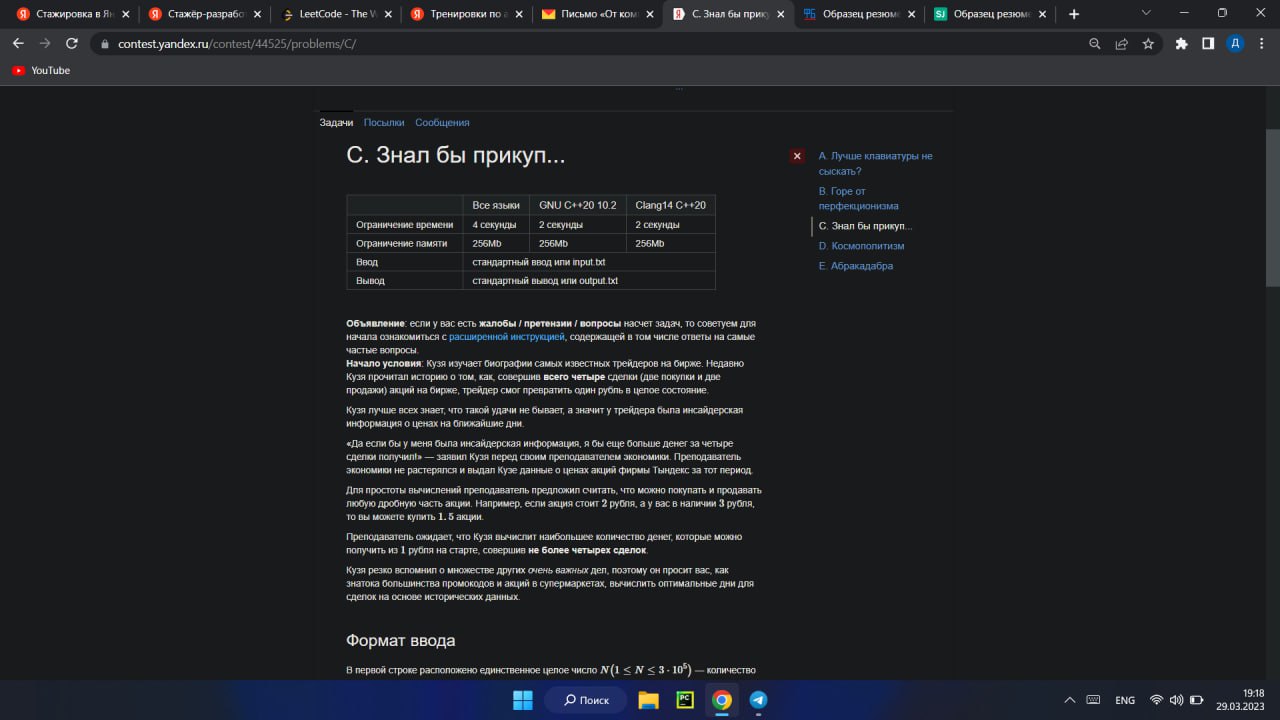 Стажировка в Ян
Стажёр-разработ
LeetCode - The W
Тренировки по а
Письмо «От ком
C. Знал бы прику
Образец резюме
Образец резюме
contest.yandex.ru/contest/44525/problems/C/
Д
YouTube
...
Задачи Посылки Сообщения
C. Знал бы прикуп...
Все языки GNU C++20 10.2 Clang14 C++20
Ограничение времени 4 секунды 2 секунды 2 секунды
Ограничение памяти 256Mb 256Mb 256Mb
Ввод стандартный ввод или input.txt
Вывод стандартный вывод или output.txt
Объявление: если у вас есть жалобы / претензии / вопросы насчет задач, то советуем для
начала ознакомиться с расширенной инструкцией, содержащей в том числе ответы на самые
частые вопросы.
Начало условия: Кузя изучает биографии самых известных трейдеров на бирже. Недавно
Кузя прочитал историю о том, как, совершив всего четыре сделки (две покупки и две
продажи) акций на бирже, трейдер смог превратить один рубль в целое состояние.
Кузя лучше всех знает, что такой удачи не бывает, а значит у трейдера была инсайдерская
информация о ценах на ближайшие дни.
«Да если бы у меня была инсайдерская информация, я бы еще больше денег за четыре
сделки получил!» — заявил Кузя перед своим преподавателем экономики. Преподаватель
экономики не растерялся и выдал Кузе данные о ценах акций фирмы Тындекс за тот период.
Для простоты вычислений преподаватель предложил считать, что можно покупать и продавать
любую дробную часть акции. Например, если акция стоит 2 рубля, а у вас в наличии 3 рубля,
то вы можете купить 1.5 акции.
Преподаватель ожидает, что Кузя вычислит наибольшее количество денег, которые можно
получить из 1 рубля на старте, совершив не более четырех сделок.
Кузя резко вспомнил о множестве других очень важных дел, поэтому он просит вас, как
знатока большинства промокодов и акций в супермаркетах, вычислить оптимальные дни для
сделок на основе исторических данных.
Формат ввода
В первой строке расположено единственное целое число N(1 ≤ N ≤ 3 · 10⁵) — количество
A. Лучше клавиатуры не
сыскать?
B. Горе от
перфекционизма
C. Знал бы прикуп...
D. Космополитизм
E. Абракадабра
Поиск
PC
ENG
19:18
29.03.2023